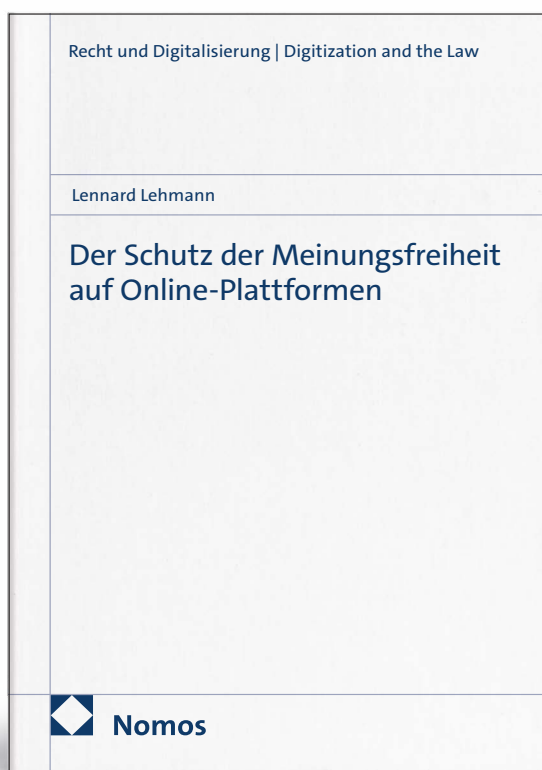 Recht und Digitalisierung | Digitization and the Law
Lennard Lehmann
Der Schutz der Meinungsfreiheit
auf Online-Plattformen
Nomos